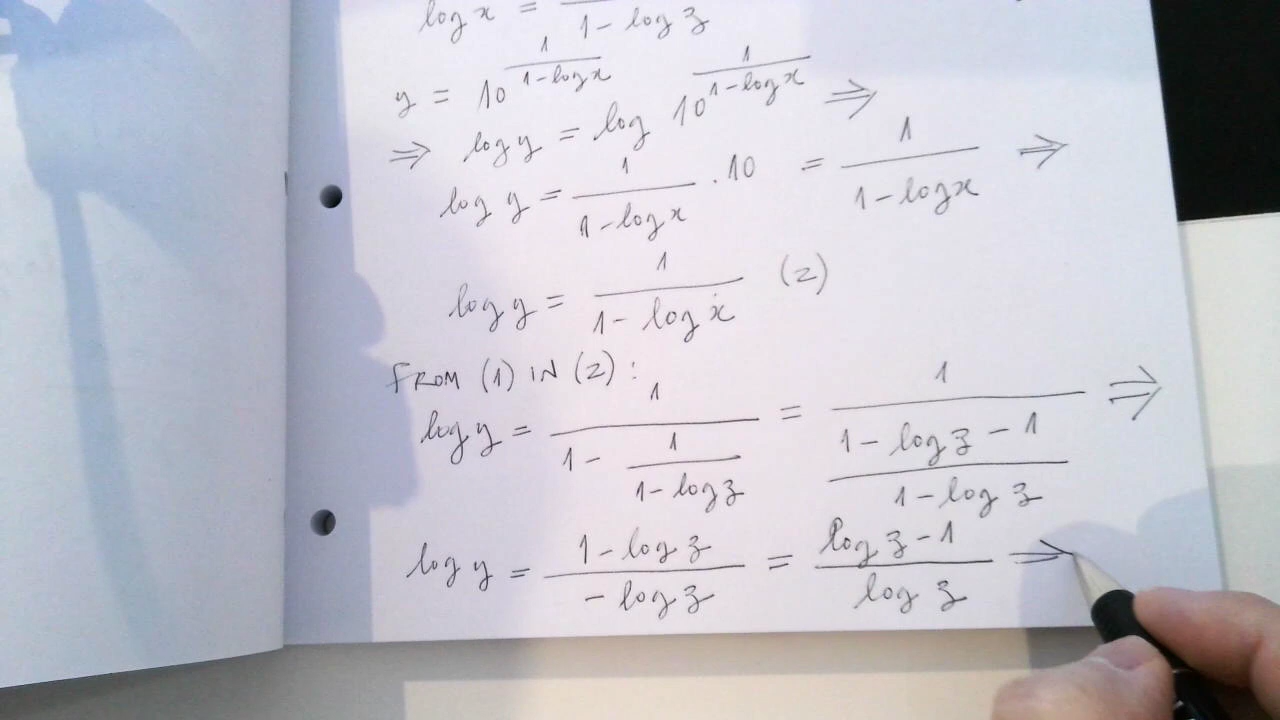 log x = 1 - log z
y = 10^(1/(1 - log x))
⇒ log y = log 10^(1/(1 - log x)) ⇒
log y = 1/(1 - log x) . 10 = 1/(1 - log x) ⇒
log y = 1/(1 - log x) (2)
FROM (1) IN (2) :
log y = 1/(1 - 1/(1 - log z)) = 1/((1 - log z - 1)/(1 - log z)) ⇒
log y = (1 - log z)/(- log z) = (log z - 1)/(log z) ⇒